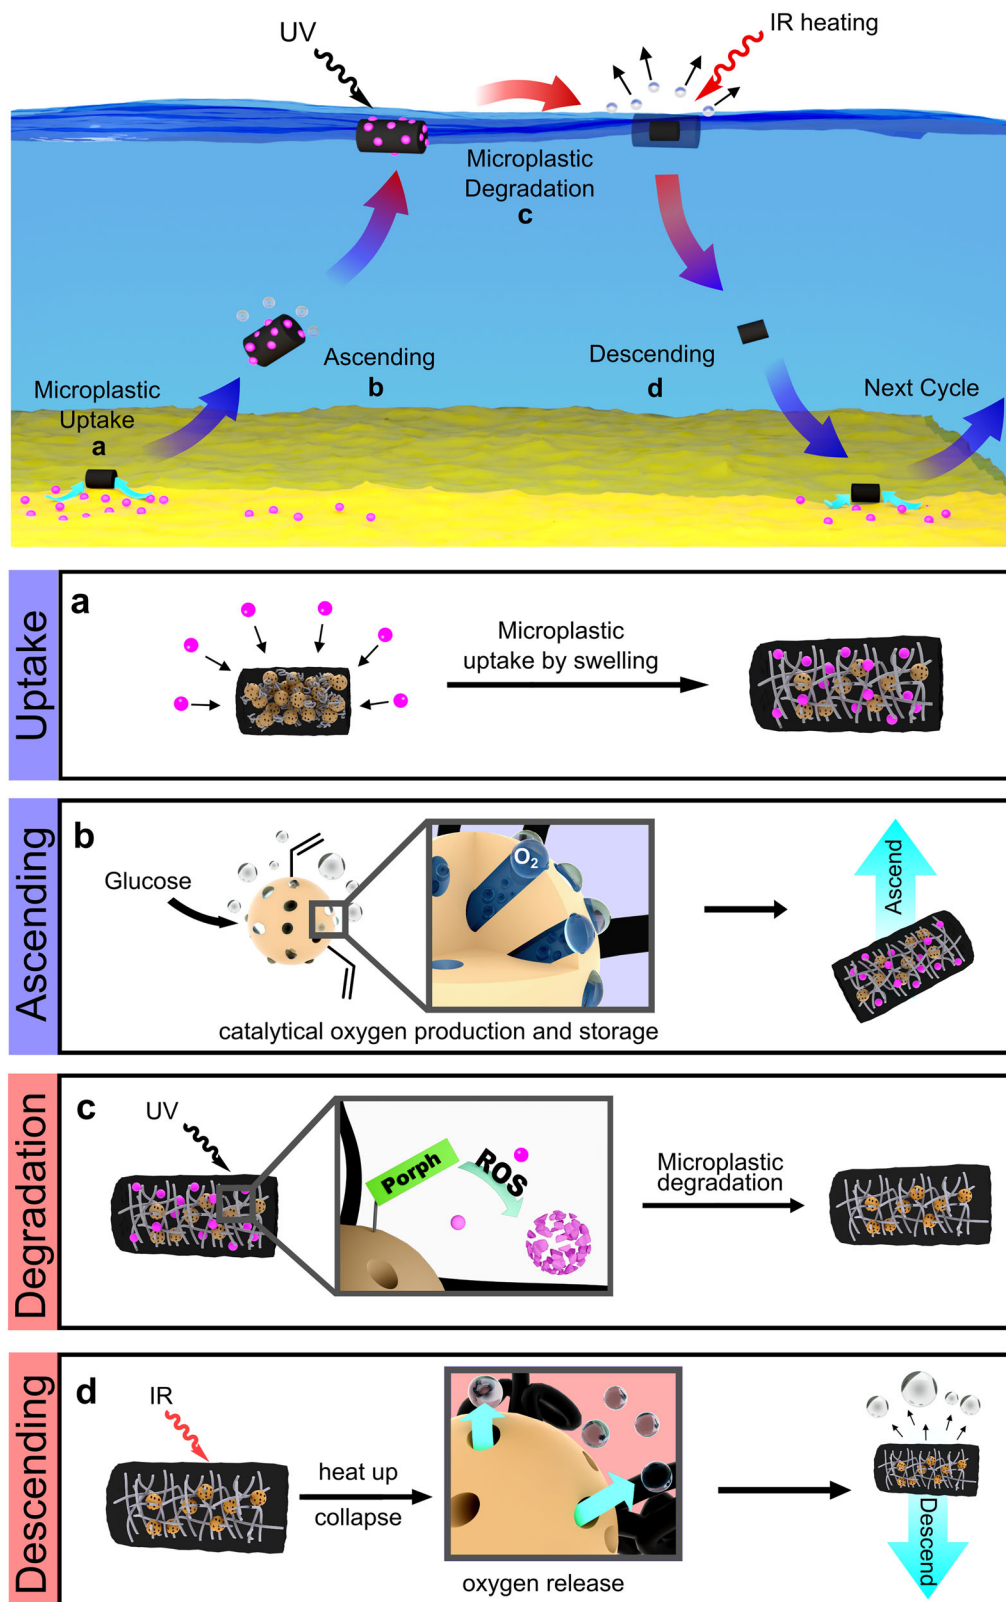 UV
IR heating
Microplastic
Degradation
c
Ascending
b
Descending
d
Microplastic
Uptake
a
Next Cycle
Uptake
a
Microplastic
uptake by swelling
Ascending
b
Glucose
O₂
Ascend
catalytical oxygen production and storage
Degradation
c
UV
Porph
ROS
Microplastic
degradation
Descending
d
IR
heat up
collapse
oxygen release
Descend